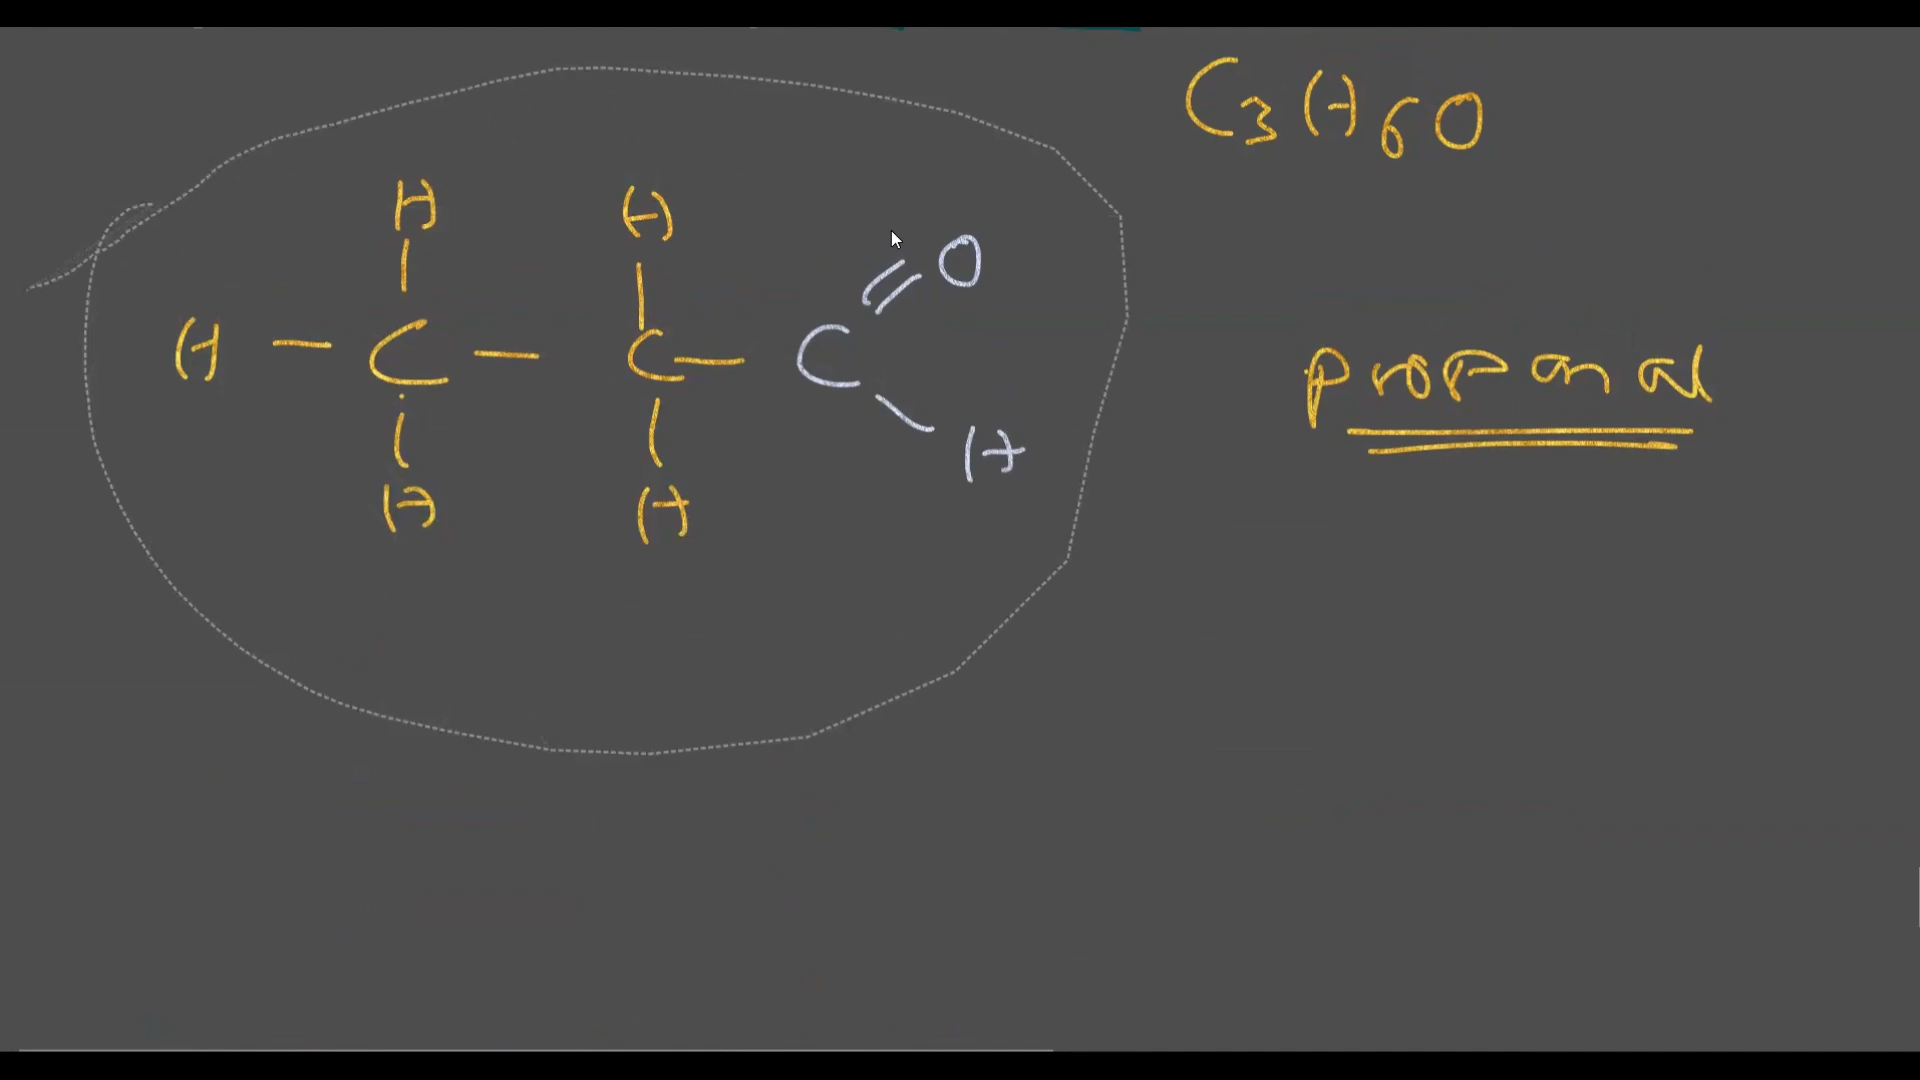 C3H6O
H H O
H – C – C – C
H H H
propanal